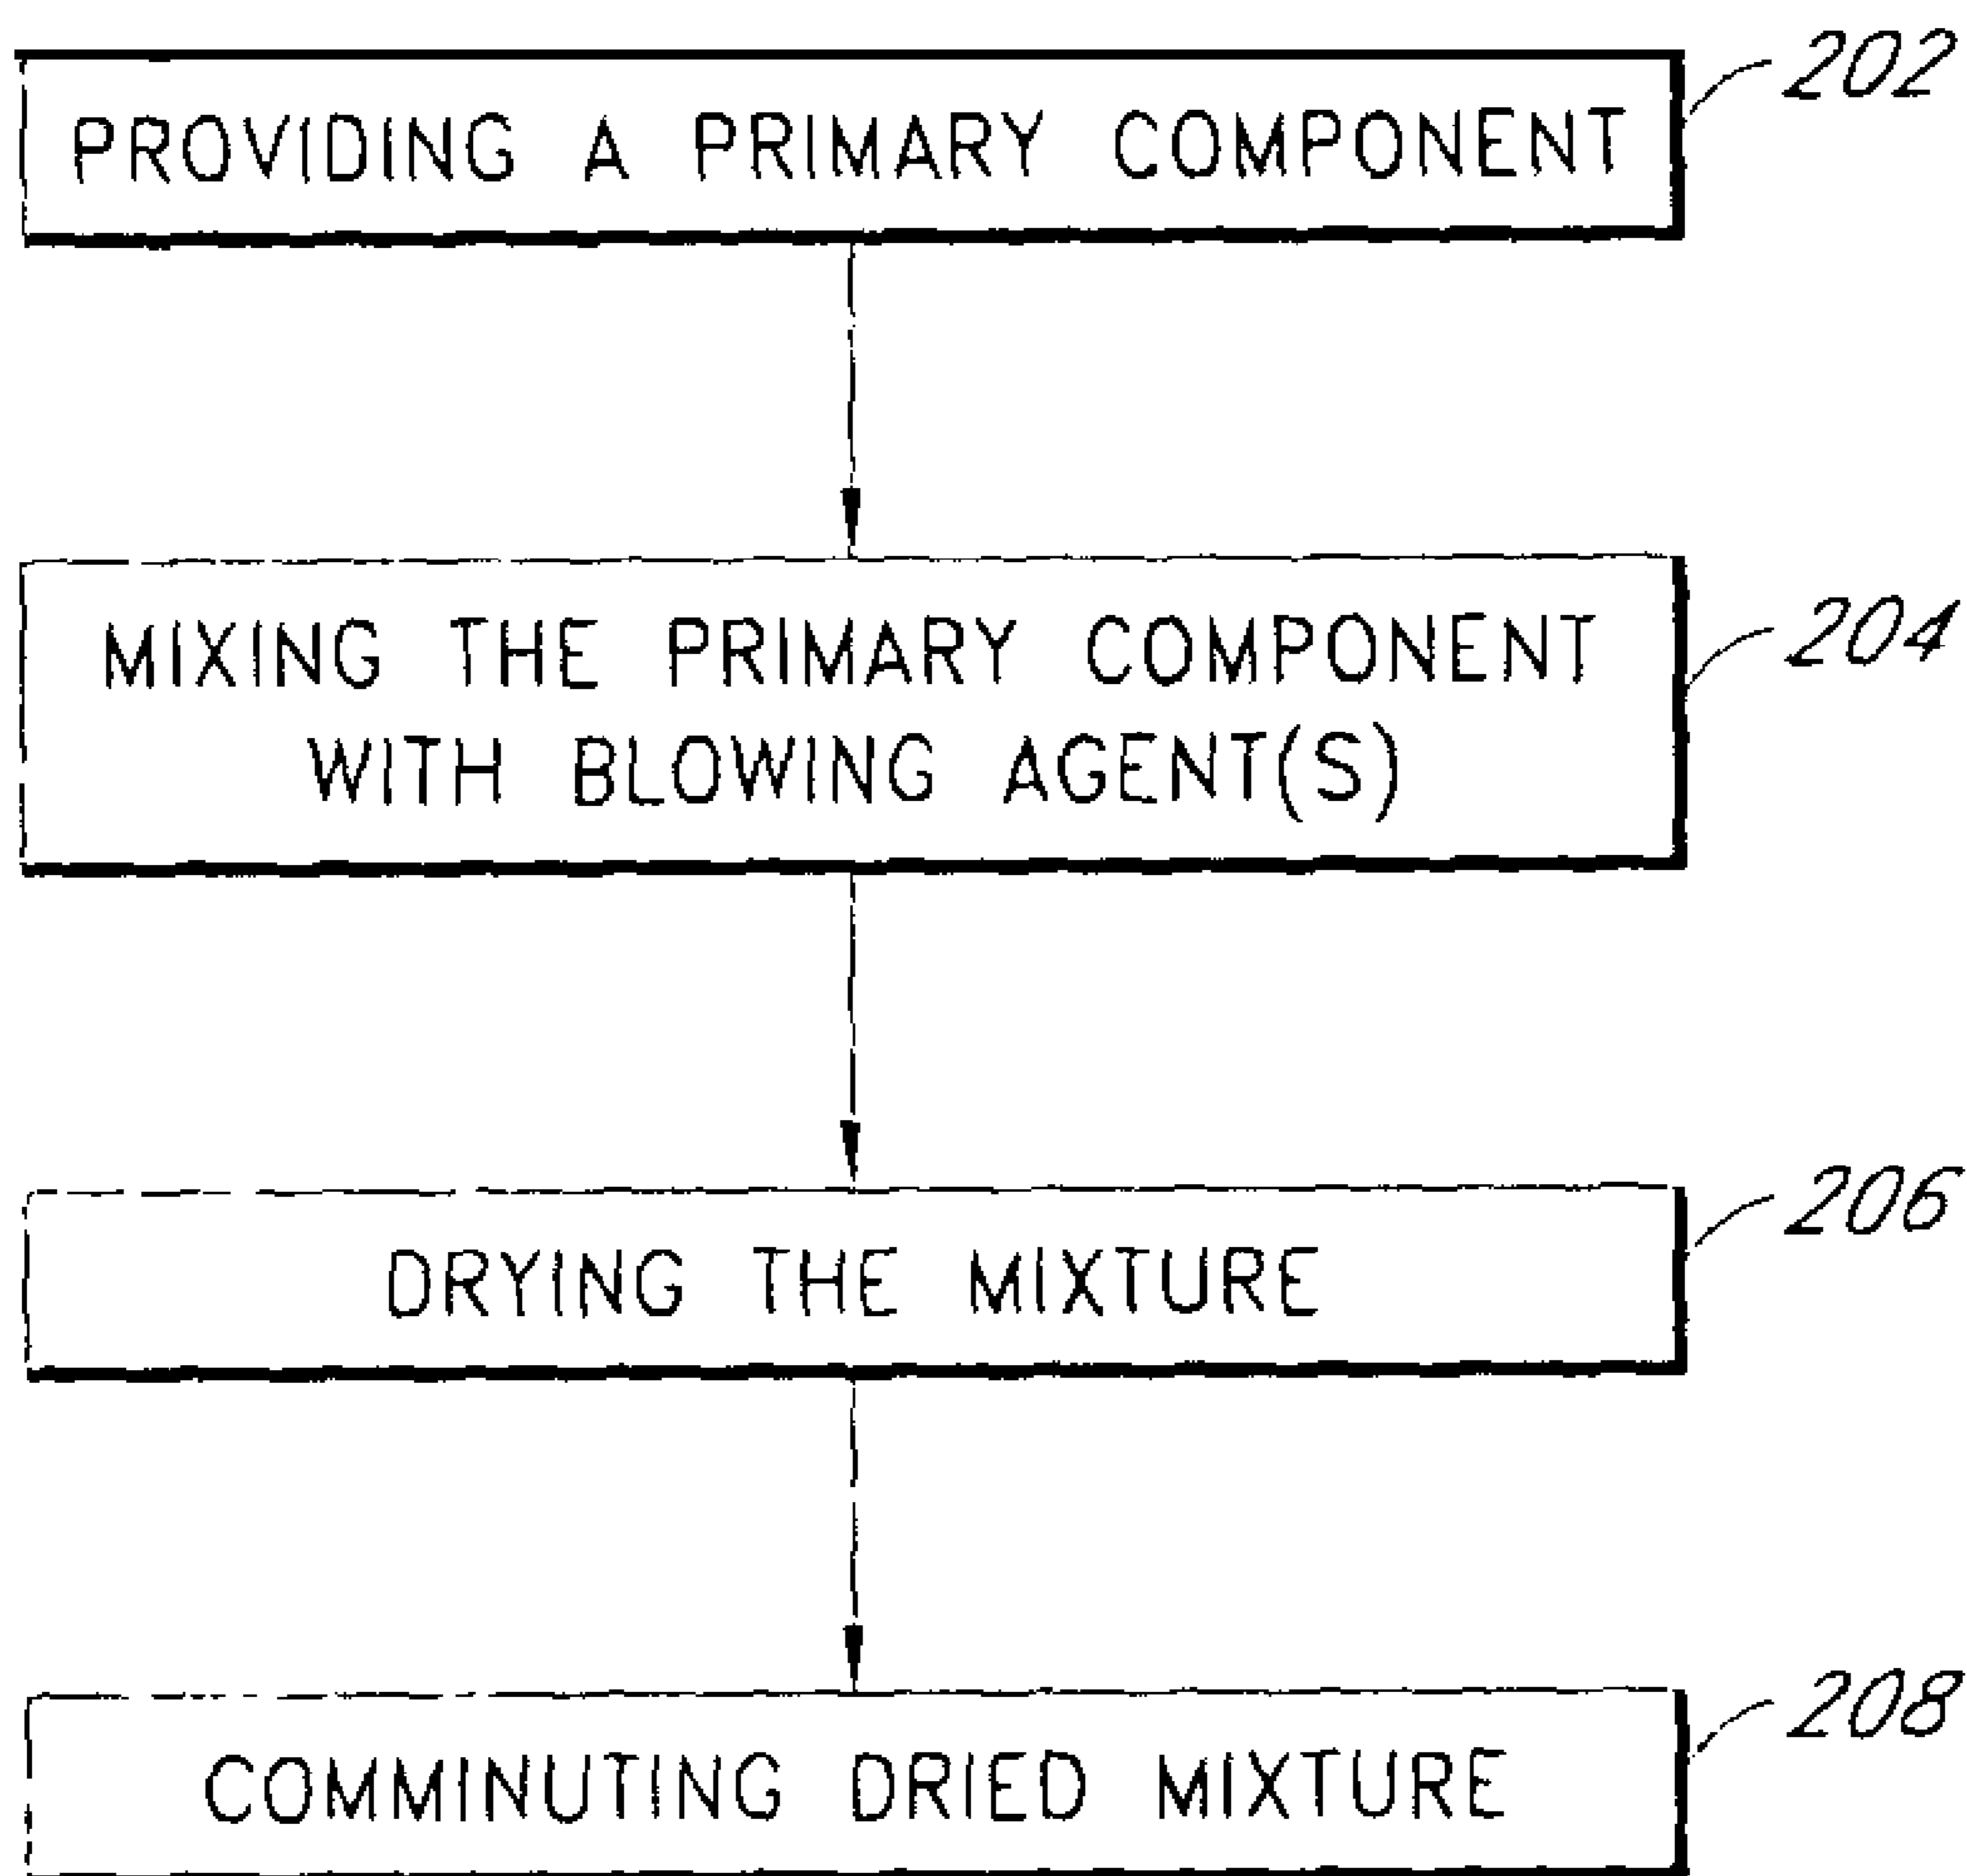 PROVIDING A PRIMARY COMPONENT
202
MIXING THE PRIMARY COMPONENT
WITH BLOWING AGENT(S)
204
DRYING THE MIXTURE
206
COMMINUTING DRIED MIXTURE
208